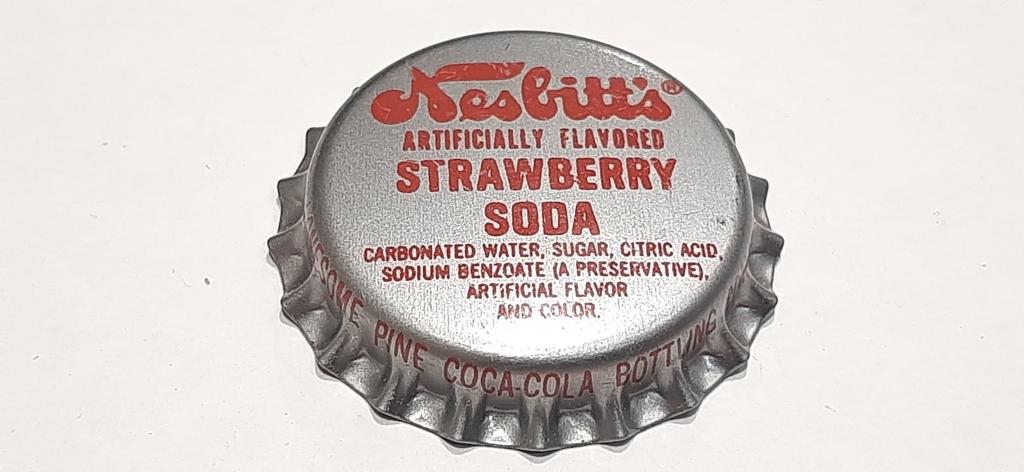 Nesbitt's®
ARTIFICIALLY FLAVORED
STRAWBERRY
SODA
CARBONATED WATER, SUGAR, CITRIC ACID,
SODIUM BENZOATE (A PRESERVATIVE),
ARTIFICIAL FLAVOR
AND COLOR.
LONESOME PINE COCA-COLA BOTTLING